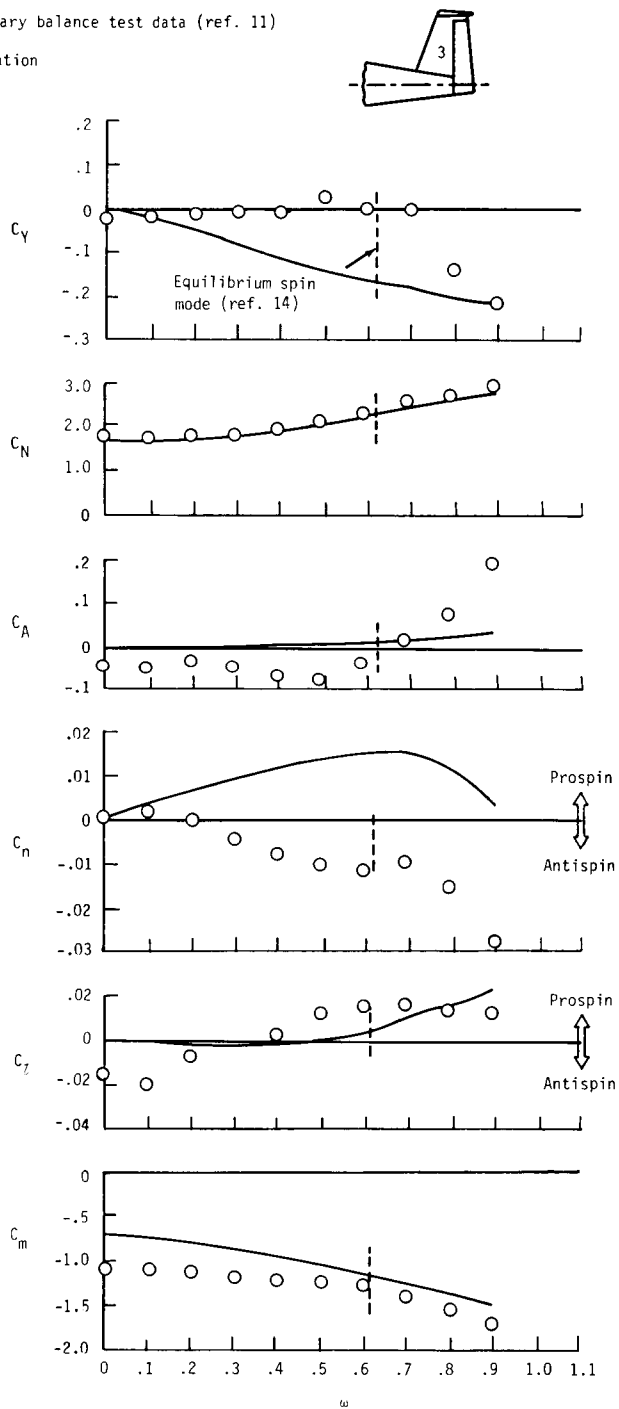 ary balance test data (ref. 11)
ation
3
.2
.1
0
-.1
-.2
-.3
C_Y
Equilibrium spin
mode (ref. 14)
3.0
2.0
1.0
0
C_N
.2
.1
0
-.1
C_A
.02
.01
0
-.01
-.02
-.03
C_n
Prospin
Antispin
.02
0
-.02
-.04
C_l
Prospin
Antispin
0
-.5
-1.0
-1.5
-2.0
C_m
0 .1 .2 .3 .4 .5 .6 .7 .8 .9 1.0 1.1
ω